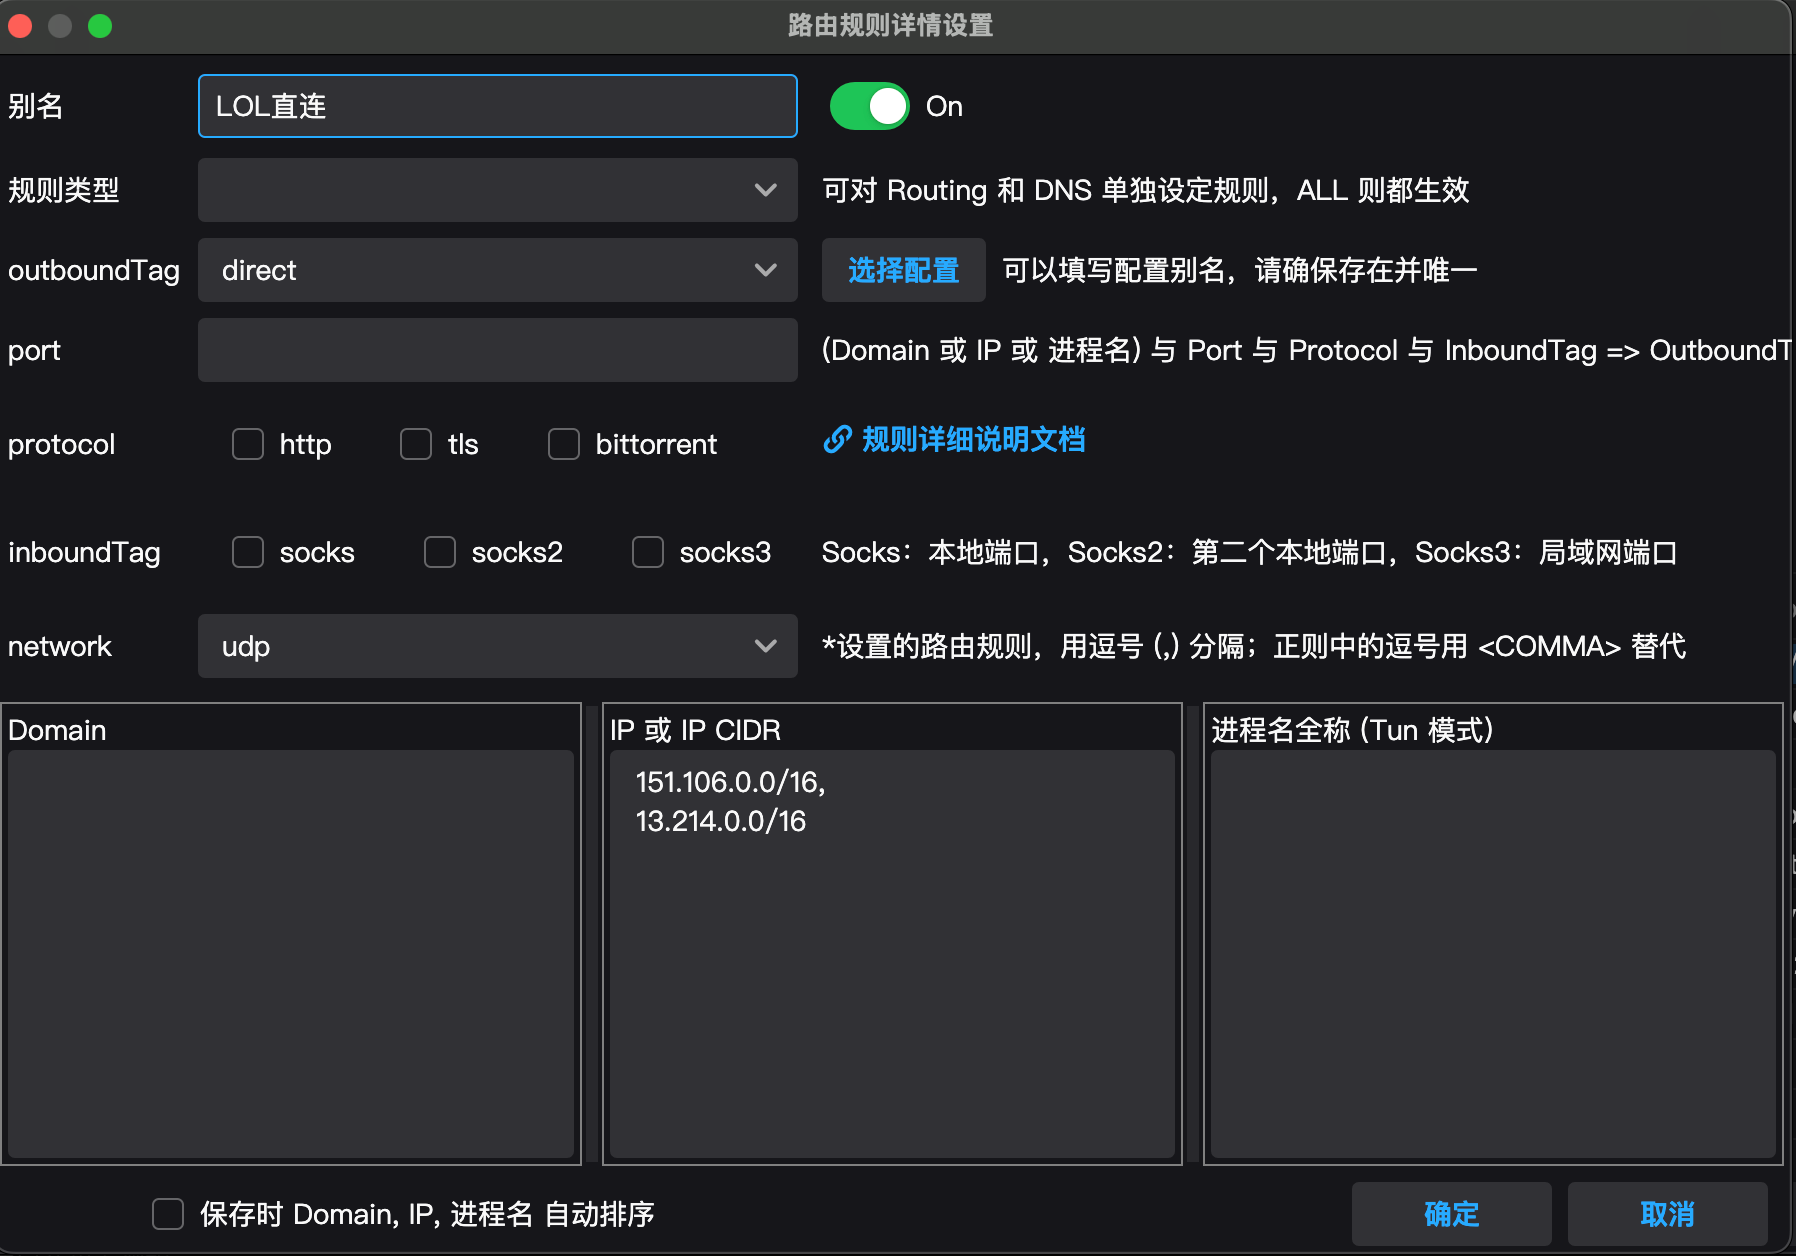 路由规则详情设置
别名 LOL直连 On
规则类型 可对 Routing 和 DNS 单独设定规则，ALL 则都生效
outboundTag direct 选择配置 可以填写配置别名，请确保存在并唯一
port (Domain 或 IP 或 进程名) 与 Port 与 Protocol 与 InboundTag => OutboundT
protocol http tls bittorrent 规则详细说明文档
inboundTag socks socks2 socks3 Socks：本地端口，Socks2：第二个本地端口，Socks3：局域网端口
network udp *设置的路由规则，用逗号 (,) 分隔；正则中的逗号用 <COMMA> 替代
Domain
IP 或 IP CIDR
151.106.0.0/16,
13.214.0.0/16
进程名全称 (Tun 模式)
保存时 Domain, IP, 进程名 自动排序
确定 取消